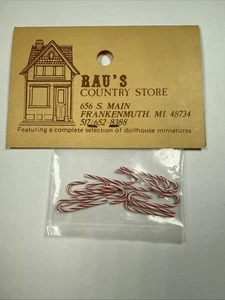 RAU'S
COUNTRY STORE
656 S. MAIN
FRANKENMUTH, MI. 48734
517/652-8388
Featuring a complete selection of dollhouse miniatures